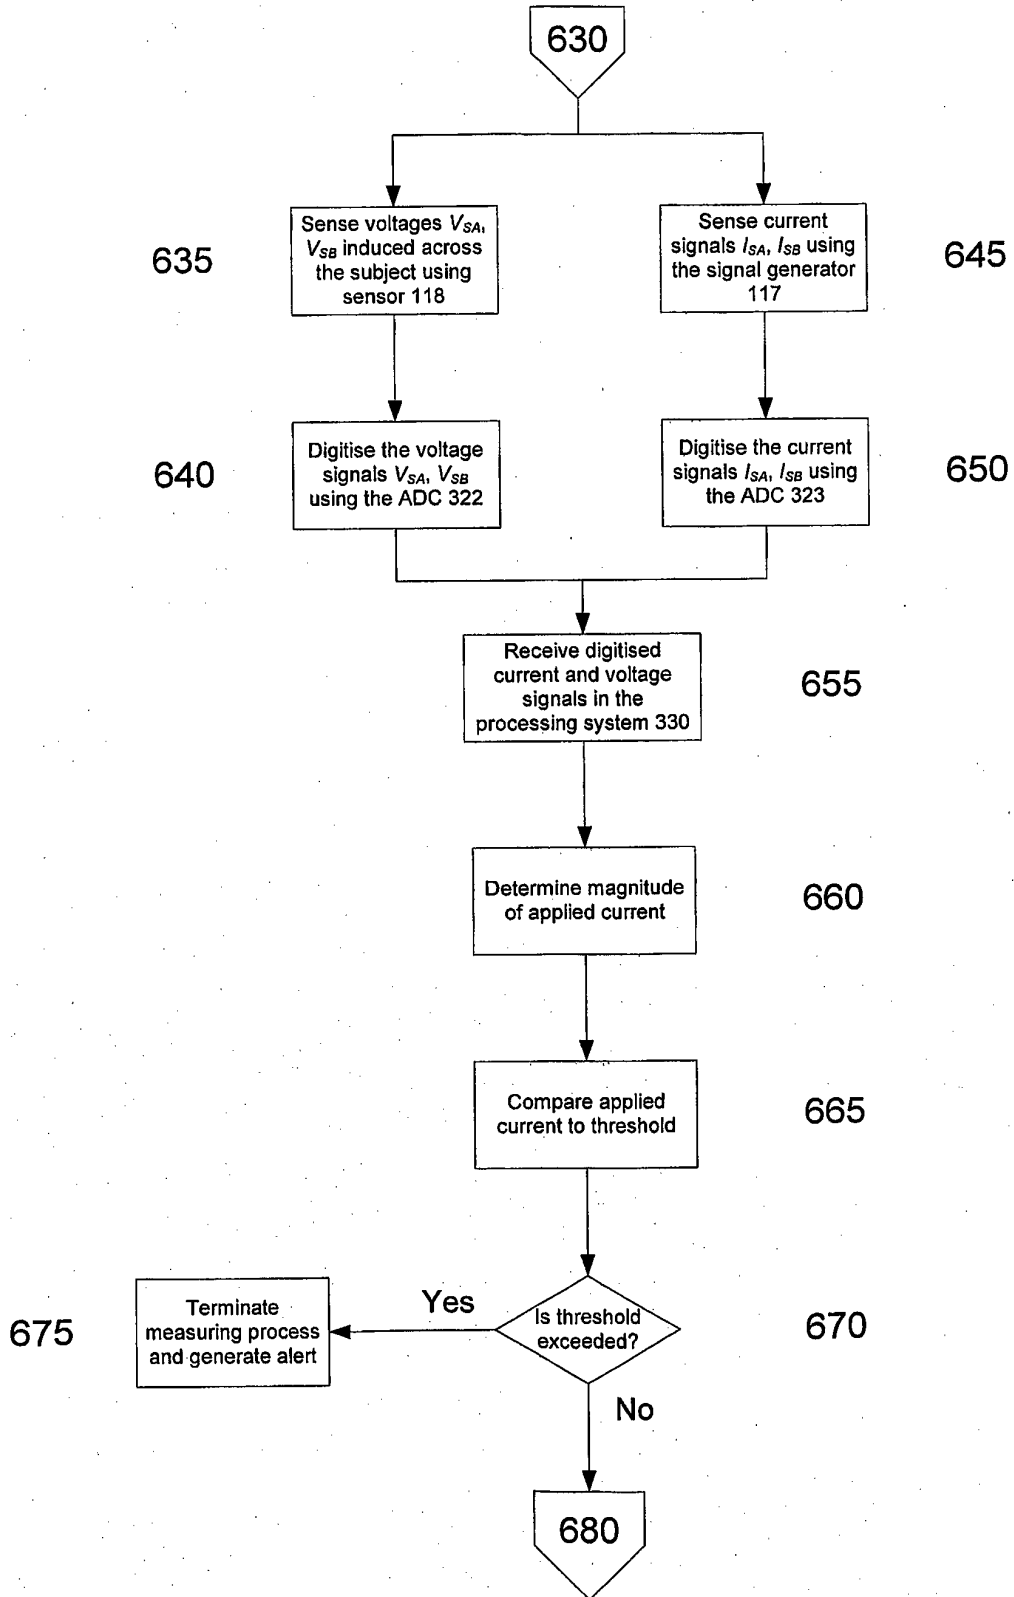 630
635
Sense voltages VSA,
VSB induced across
the subject using
sensor 118
Sense current
signals ISA, ISB using
the signal generator
117
645
640
Digitise the voltage
signals VSA, VSB
using the ADC 322
Digitise the current
signals ISA, ISB using
the ADC 323
650
Receive digitised
current and voltage
signals in the
processing system 330
655
Determine magnitude
of applied current
660
Compare applied
current to threshold
665
675
Terminate
measuring process
and generate alert
Yes
Is threshold
exceeded?
670
No
680